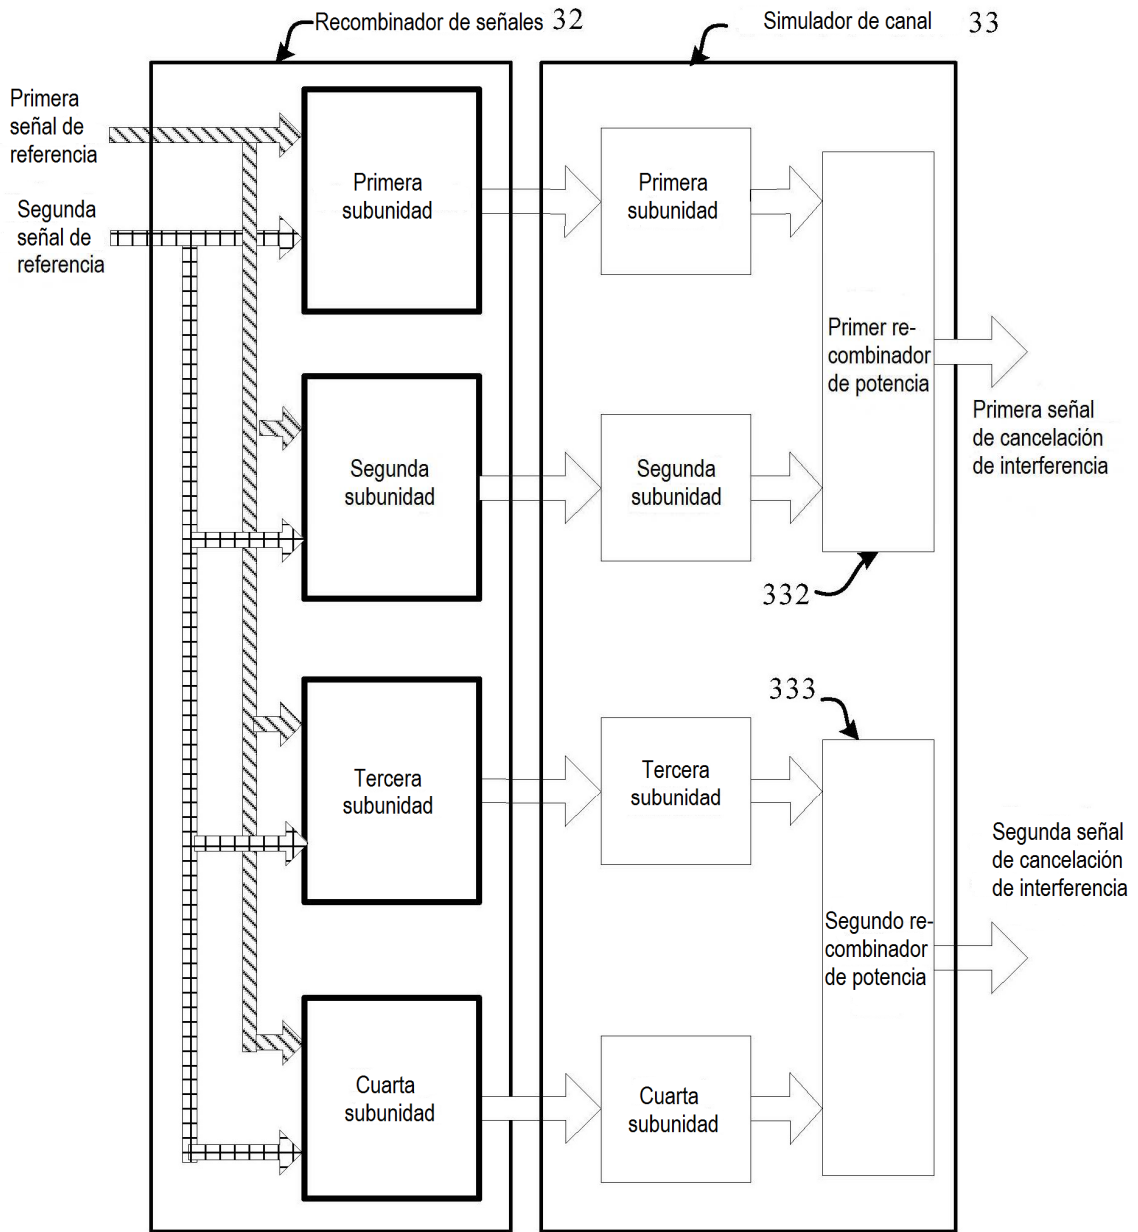 Recombinador de señales 32
Simulador de canal 33
Primera
señal de
referencia
Segunda
señal de
referencia
Primera
subunidad
Primera
subunidad
Primer re-
combinador
de potencia
Primera señal
de cancelación
de interferencia
Segunda
subunidad
Segunda
subunidad
332
333
Tercera
subunidad
Tercera
subunidad
Segundo re-
combinador
de potencia
Segunda señal
de cancelación
de interferencia
Cuarta
subunidad
Cuarta
subunidad